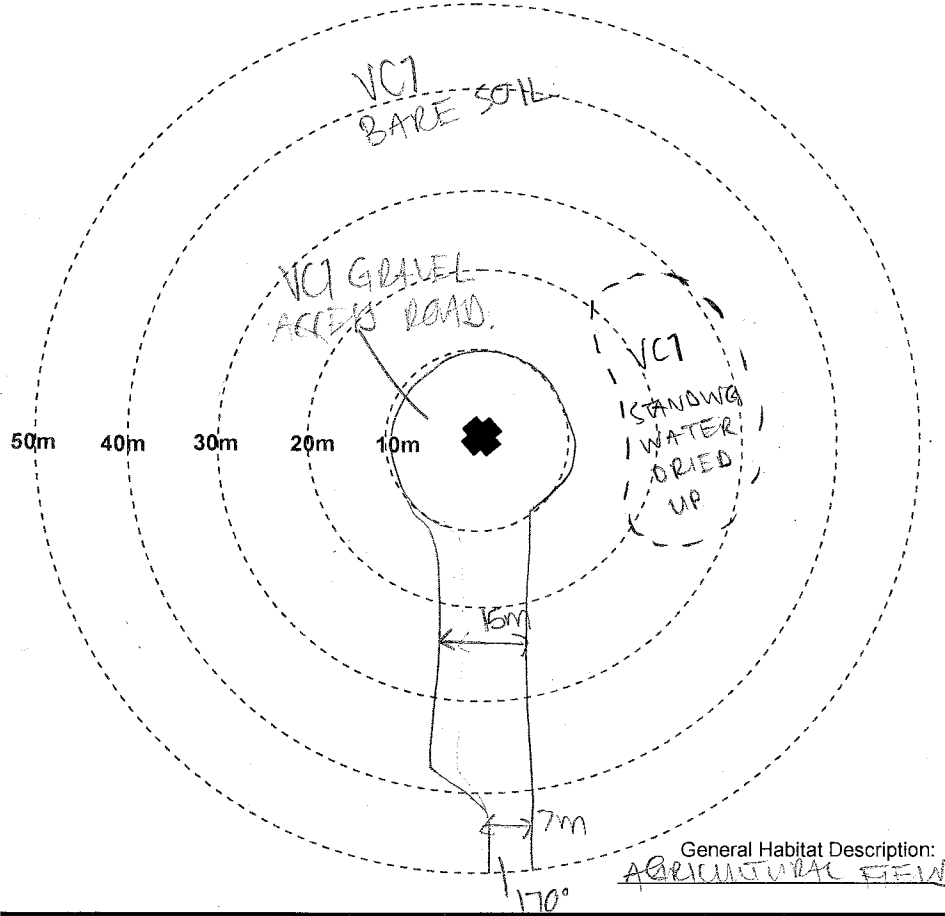 VC1
BARE SOIL
VC1 GRAVEL
ACCESS ROAD.
VC1
STANDING
WATER
DRIED
UP
50m 40m 30m 20m 10m
15m
7m
General Habitat Description:
AGRICULTURAL FIELD
170°